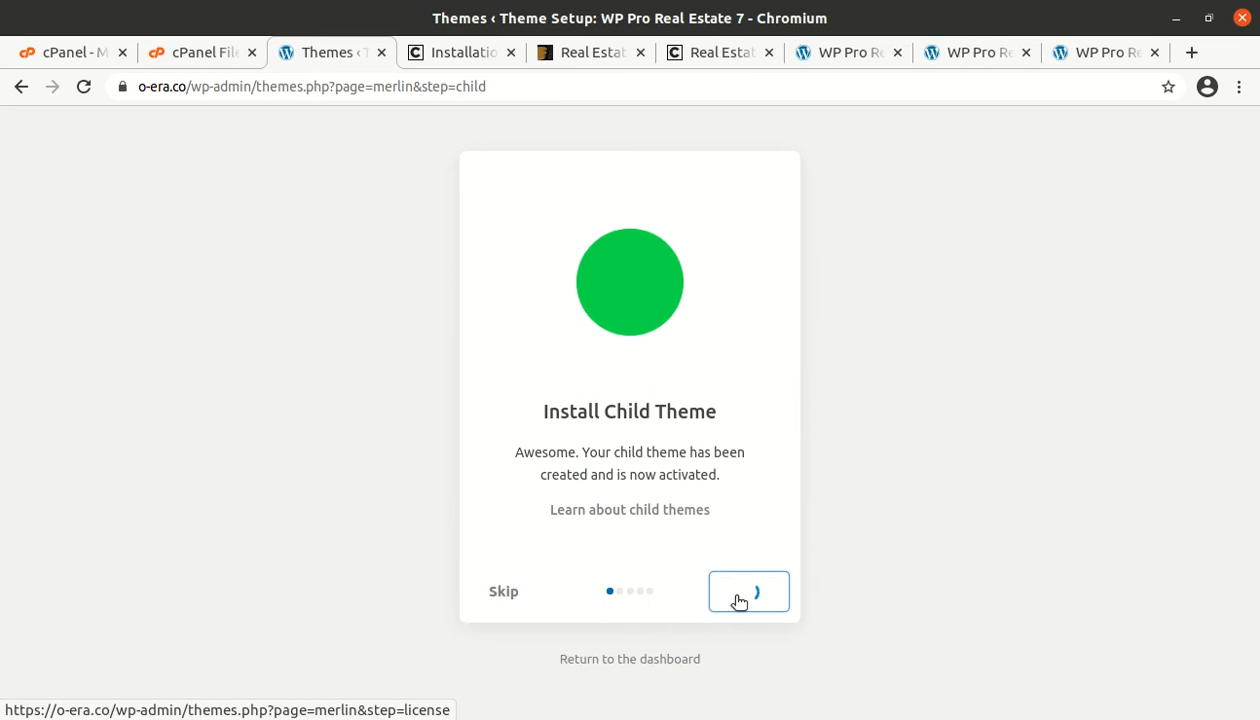 Themes ‹ Theme Setup: WP Pro Real Estate 7 - Chromium
cPanel - M
cPanel File
Themes ‹ T
Installatio
Real Estat
Real Estat
WP Pro Re
WP Pro Re
WP Pro Re
o-era.co/wp-admin/themes.php?page=merlin&step=child
Install Child Theme
Awesome. Your child theme has been
created and is now activated.
Learn about child themes
Skip
Return to the dashboard
https://o-era.co/wp-admin/themes.php?page=merlin&step=license